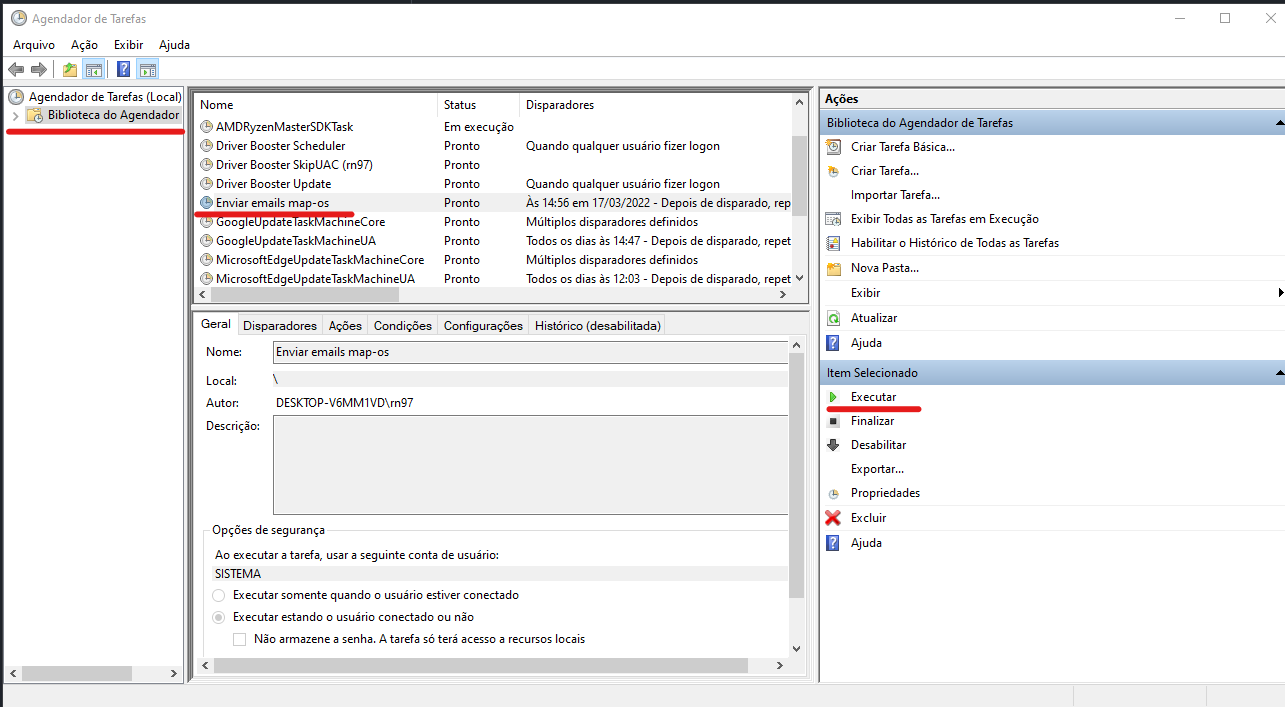 Agendador de Tarefas
Arquivo Ação Exibir Ajuda
Agendador de Tarefas (Local)
Biblioteca do Agendador
Nome Status Disparadores
AMDRyzenMasterSDKTask Em execução
Driver Booster Scheduler Pronto Quando qualquer usuário fizer logon
Driver Booster SkipUAC (rn97) Pronto
Driver Booster Update Pronto Quando qualquer usuário fizer logon
Enviar emails map-os Pronto Às 14:56 em 17/03/2022 - Depois de disparado, rep
GoogleUpdateTaskMachineCore Pronto Múltiplos disparadores definidos
GoogleUpdateTaskMachineUA Pronto Todos os dias às 14:47 - Depois de disparado, repet
MicrosoftEdgeUpdateTaskMachineCore Pronto Múltiplos disparadores definidos
MicrosoftEdgeUpdateTaskMachineUA Pronto Todos os dias às 12:03 - Depois de disparado, repet
Geral Disparadores Ações Condições Configurações Histórico (desabilitada)
Nome: Enviar emails map-os
Local: \
Autor: DESKTOP-V6MM1VD\rn97
Descrição:
Opções de segurança
Ao executar a tarefa, usar a seguinte conta de usuário:
SISTEMA
Executar somente quando o usuário estiver conectado
Executar estando o usuário conectado ou não
Não armazene a senha. A tarefa só terá acesso a recursos locais
Ações
Biblioteca do Agendador de Tarefas
Criar Tarefa Básica...
Criar Tarefa...
Importar Tarefa...
Exibir Todas as Tarefas em Execução
Habilitar o Histórico de Todas as Tarefas
Nova Pasta...
Exibir
Atualizar
Ajuda
Item Selecionado
Executar
Finalizar
Desabilitar
Exportar...
Propriedades
Excluir
Ajuda